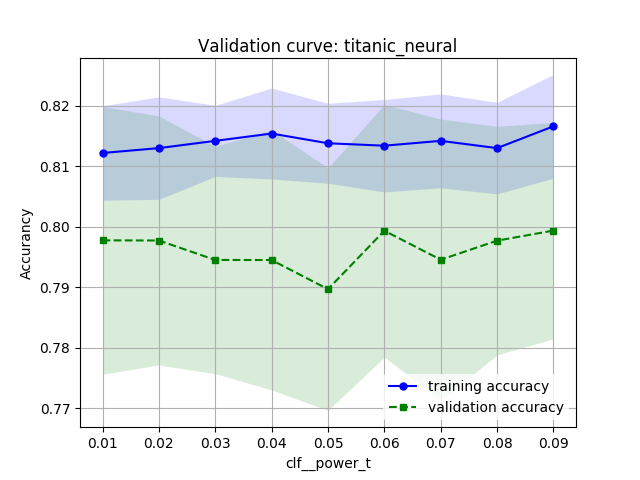 Validation curve: titanic_neural
Accurancy
0.82
0.81
0.80
0.79
0.78
0.77
training accuracy
validation accuracy
0.01 0.02 0.03 0.04 0.05 0.06 0.07 0.08 0.09
clf__power_t